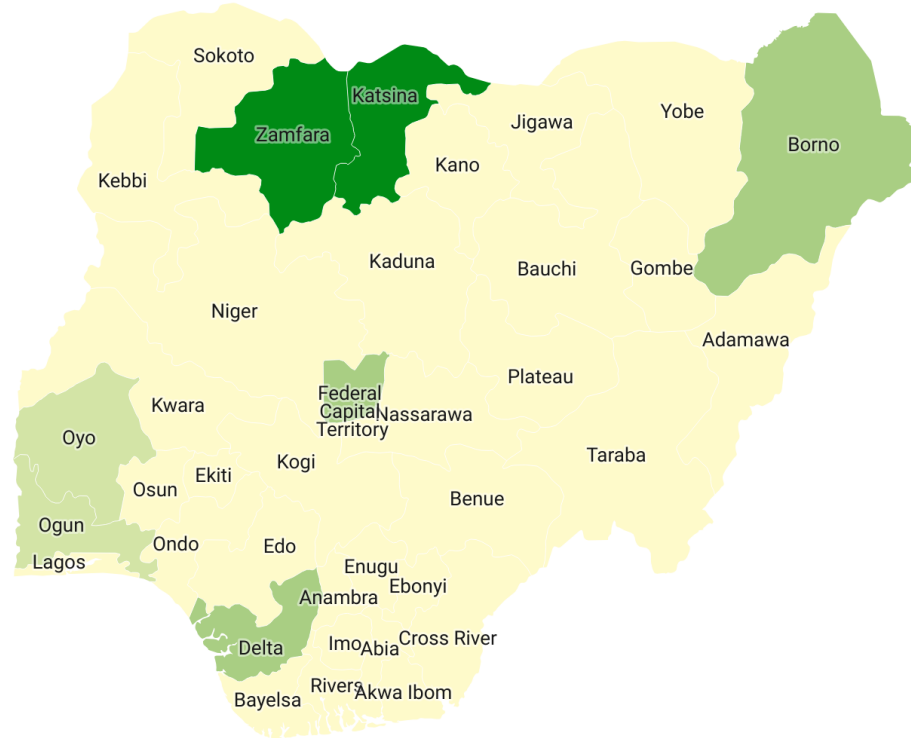 Sokoto
Katsina
Zamfara
Jigawa
Yobe
Borno
Kano
Kebbi
Kaduna
Bauchi
Gombe
Niger
Adamawa
Plateau
Federal
Capital
Territory
Nassarawa
Kwara
Oyo
Kogi
Taraba
Ekiti
Osun
Benue
Ogun
Ondo
Edo
Lagos
Enugu
Ebonyi
Anambra
Delta
Imo
Abia
Cross River
Bayelsa
Rivers
Akwa Ibom